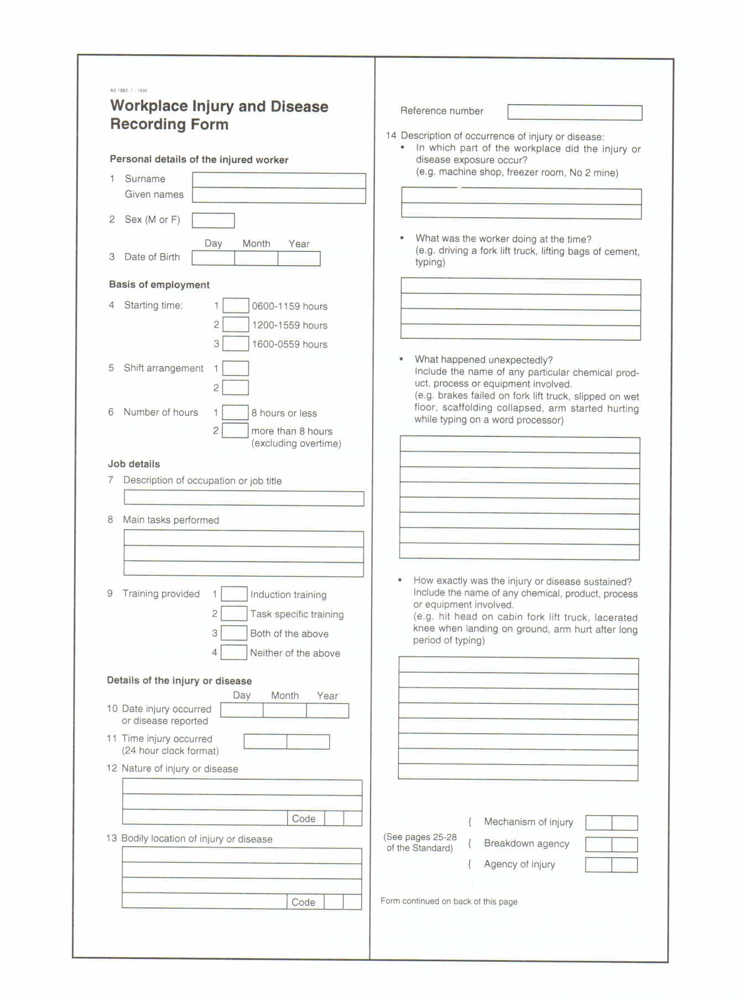 AS 1885. 1 - 1990
Workplace Injury and Disease
Recording Form
Personal details of the injured worker
1 Surname
Given names
2 Sex (M or F)
Day Month Year
3 Date of Birth
Basis of employment
4 Starting time: 1 0600-1159 hours
2 1200-1559 hours
3 1600-0559 hours
5 Shift arrangement 1
2
6 Number of hours 1 8 hours or less
2 more than 8 hours
(excluding overtime)
Job details
7 Description of occupation or job title
8 Main tasks performed
9 Training provided 1 Induction training
2 Task specific training
3 Both of the above
4 Neither of the above
Details of the injury or disease
Day Month Year
10 Date injury occurred
or disease reported
11 Time injury occurred
(24 hour clock format)
12 Nature of injury or disease
Code
13 Bodily location of injury or disease
Code
Reference number
14 Description of occurrence of injury or disease:
• In which part of the workplace did the injury or
disease exposure occur?
(e.g. machine shop, freezer room, No 2 mine)
• What was the worker doing at the time?
(e.g. driving a fork lift truck, lifting bags of cement,
typing)
• What happened unexpectedly?
Include the name of any particular chemical prod-
uct, process or equipment involved.
(e.g. brakes failed on fork lift truck, slipped on wet
floor, scaffolding collapsed, arm started hurting
while typing on a word processor)
• How exactly was the injury or disease sustained?
Include the name of any chemical, product, process
or equipment involved.
(e.g. hit head on cabin fork lift truck, lacerated
knee when landing on ground, arm hurt after long
period of typing)
{ Mechanism of injury
(See pages 25-28
of the Standard)
{ Breakdown agency
{ Agency of injury
Form continued on back of this page